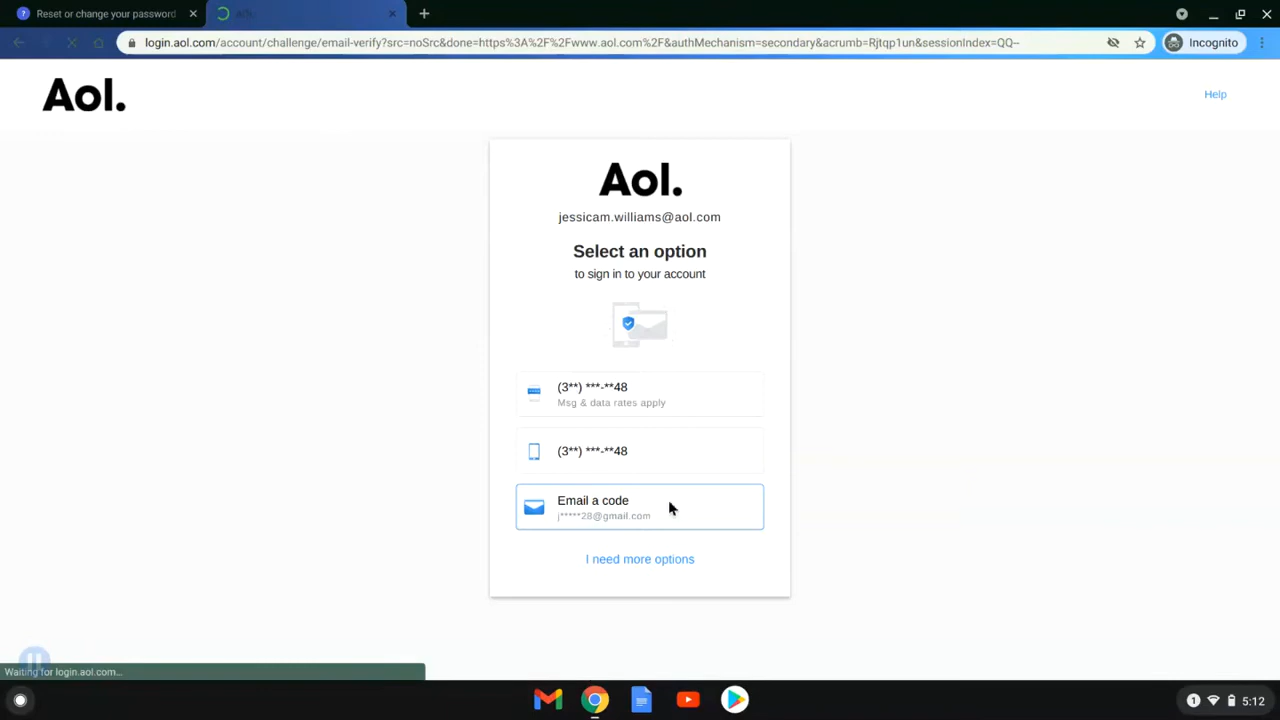 Reset or change your password
login.aol.com/account/challenge/email-verify?src=noSrc&done=https%3A%2F%2Fwww.aol.com%2F&authMechanism=secondary&acrumb=Rjtqp1un&sessionIndex=QQ--
Incognito
Aol.
Help
Aol.
jessicam.williams@aol.com
Select an option
to sign in to your account
(3**) ***-**48
Msg & data rates apply
(3**) ***-**48
Email a code
j*****28@gmail.com
I need more options
Waiting for login.aol.com...
1
5:12